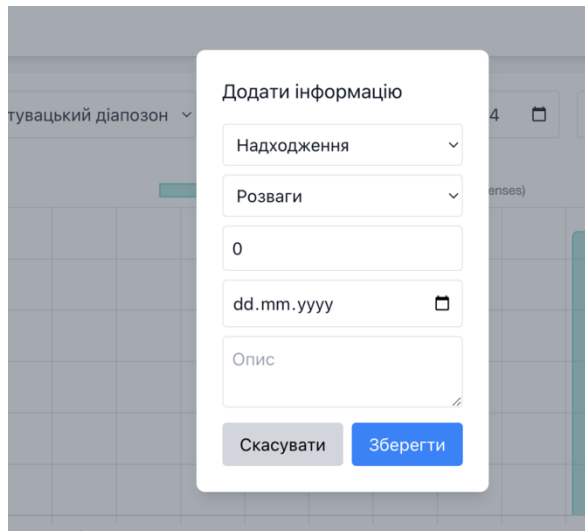 Додати інформацію
тувацький діапозон
4
Надходження
enses)
Розваги
0
dd.mm.yyyy
Опис
Скасувати
Зберегти